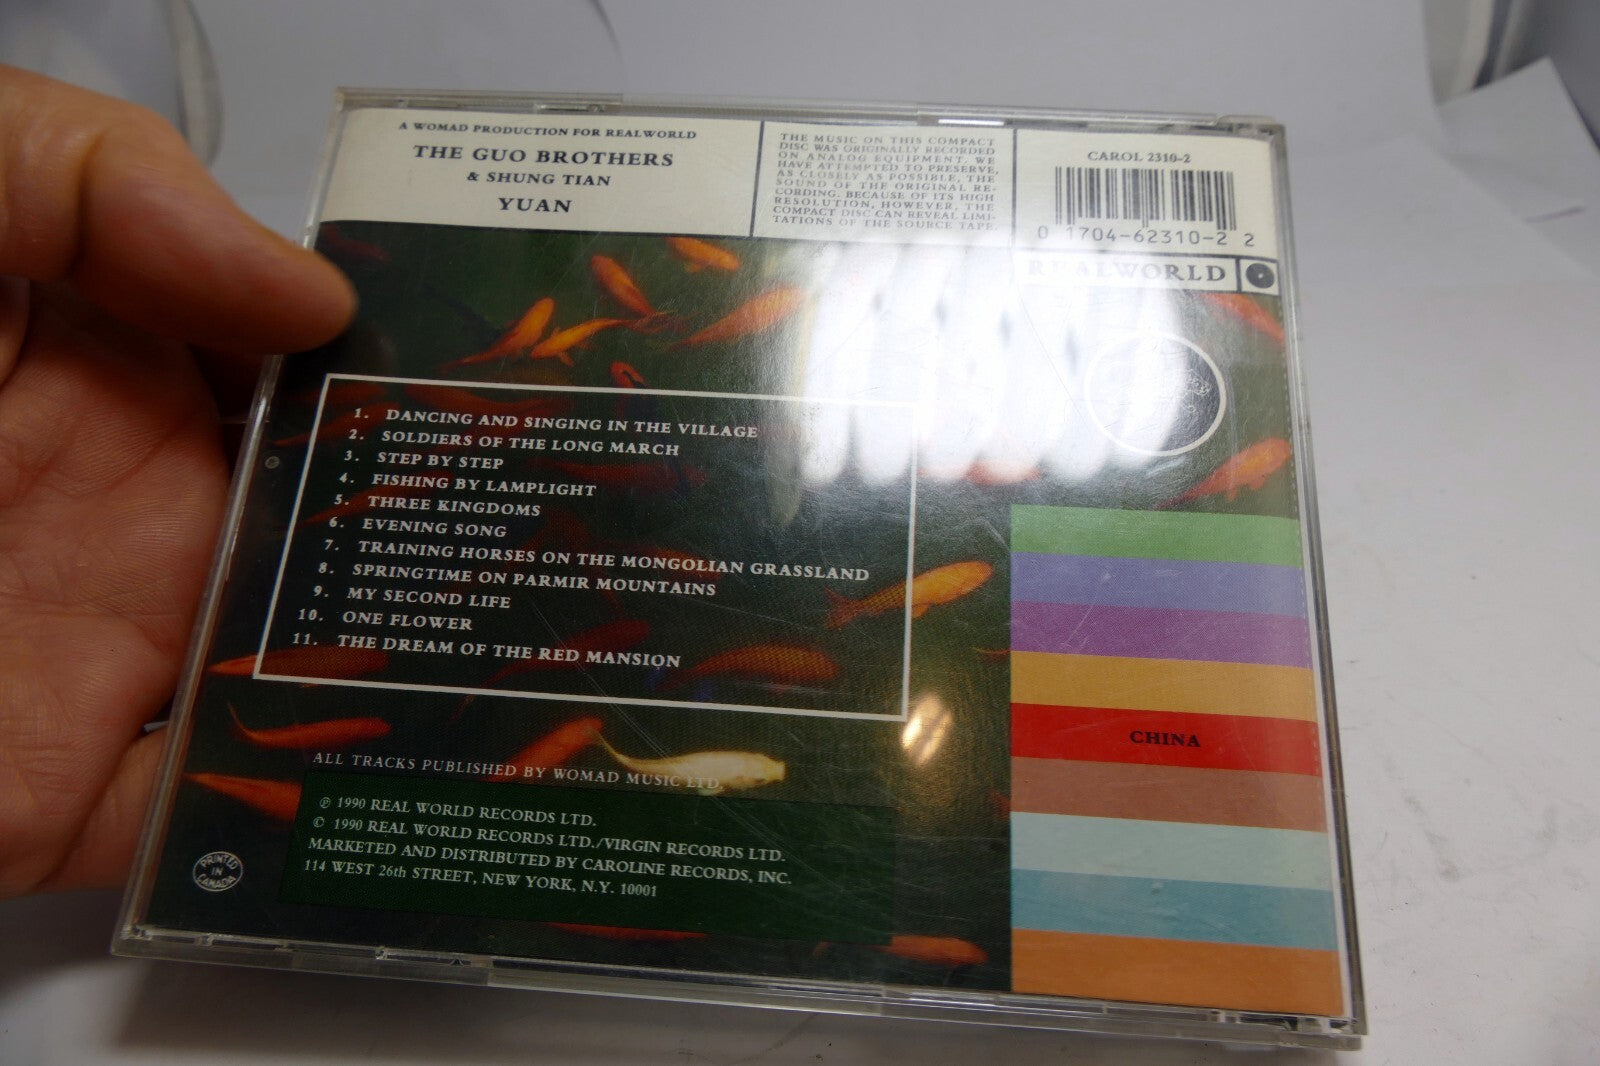 A WOMAD PRODUCTION FOR REALWORLD
THE GUO BROTHERS
& SHUNG TIAN
YUAN
THE MUSIC ON THIS COMPACT
DISC WAS ORIGINALLY RECORDED
ON ANALOG EQUIPMENT. WE
HAVE ATTEMPTED TO PRESERVE,
AS CLOSELY AS POSSIBLE, THE
SOUND OF THE ORIGINAL RE-
CORDING. BECAUSE OF ITS HIGH
RESOLUTION, HOWEVER, THE
COMPACT DISC CAN REVEAL LIMI-
TATIONS OF THE SOURCE TAPE.
CAROL 2310-2
0 1704-62310-2 2
REALWORLD
1. DANCING AND SINGING IN THE VILLAGE
2. SOLDIERS OF THE LONG MARCH
3. STEP BY STEP
4. FISHING BY LAMPLIGHT
5. THREE KINGDOMS
6. EVENING SONG
7. TRAINING HORSES ON THE MONGOLIAN GRASSLAND
8. SPRINGTIME ON PARMIR MOUNTAINS
9. MY SECOND LIFE
10. ONE FLOWER
11. THE DREAM OF THE RED MANSION
CHINA
ALL TRACKS PUBLISHED BY WOMAD MUSIC LTD.
℗ 1990 REAL WORLD RECORDS LTD.
© 1990 REAL WORLD RECORDS LTD./VIRGIN RECORDS LTD.
MARKETED AND DISTRIBUTED BY CAROLINE RECORDS, INC.
114 WEST 26th STREET, NEW YORK, N.Y. 10001
PRINTED
IN
CANADA